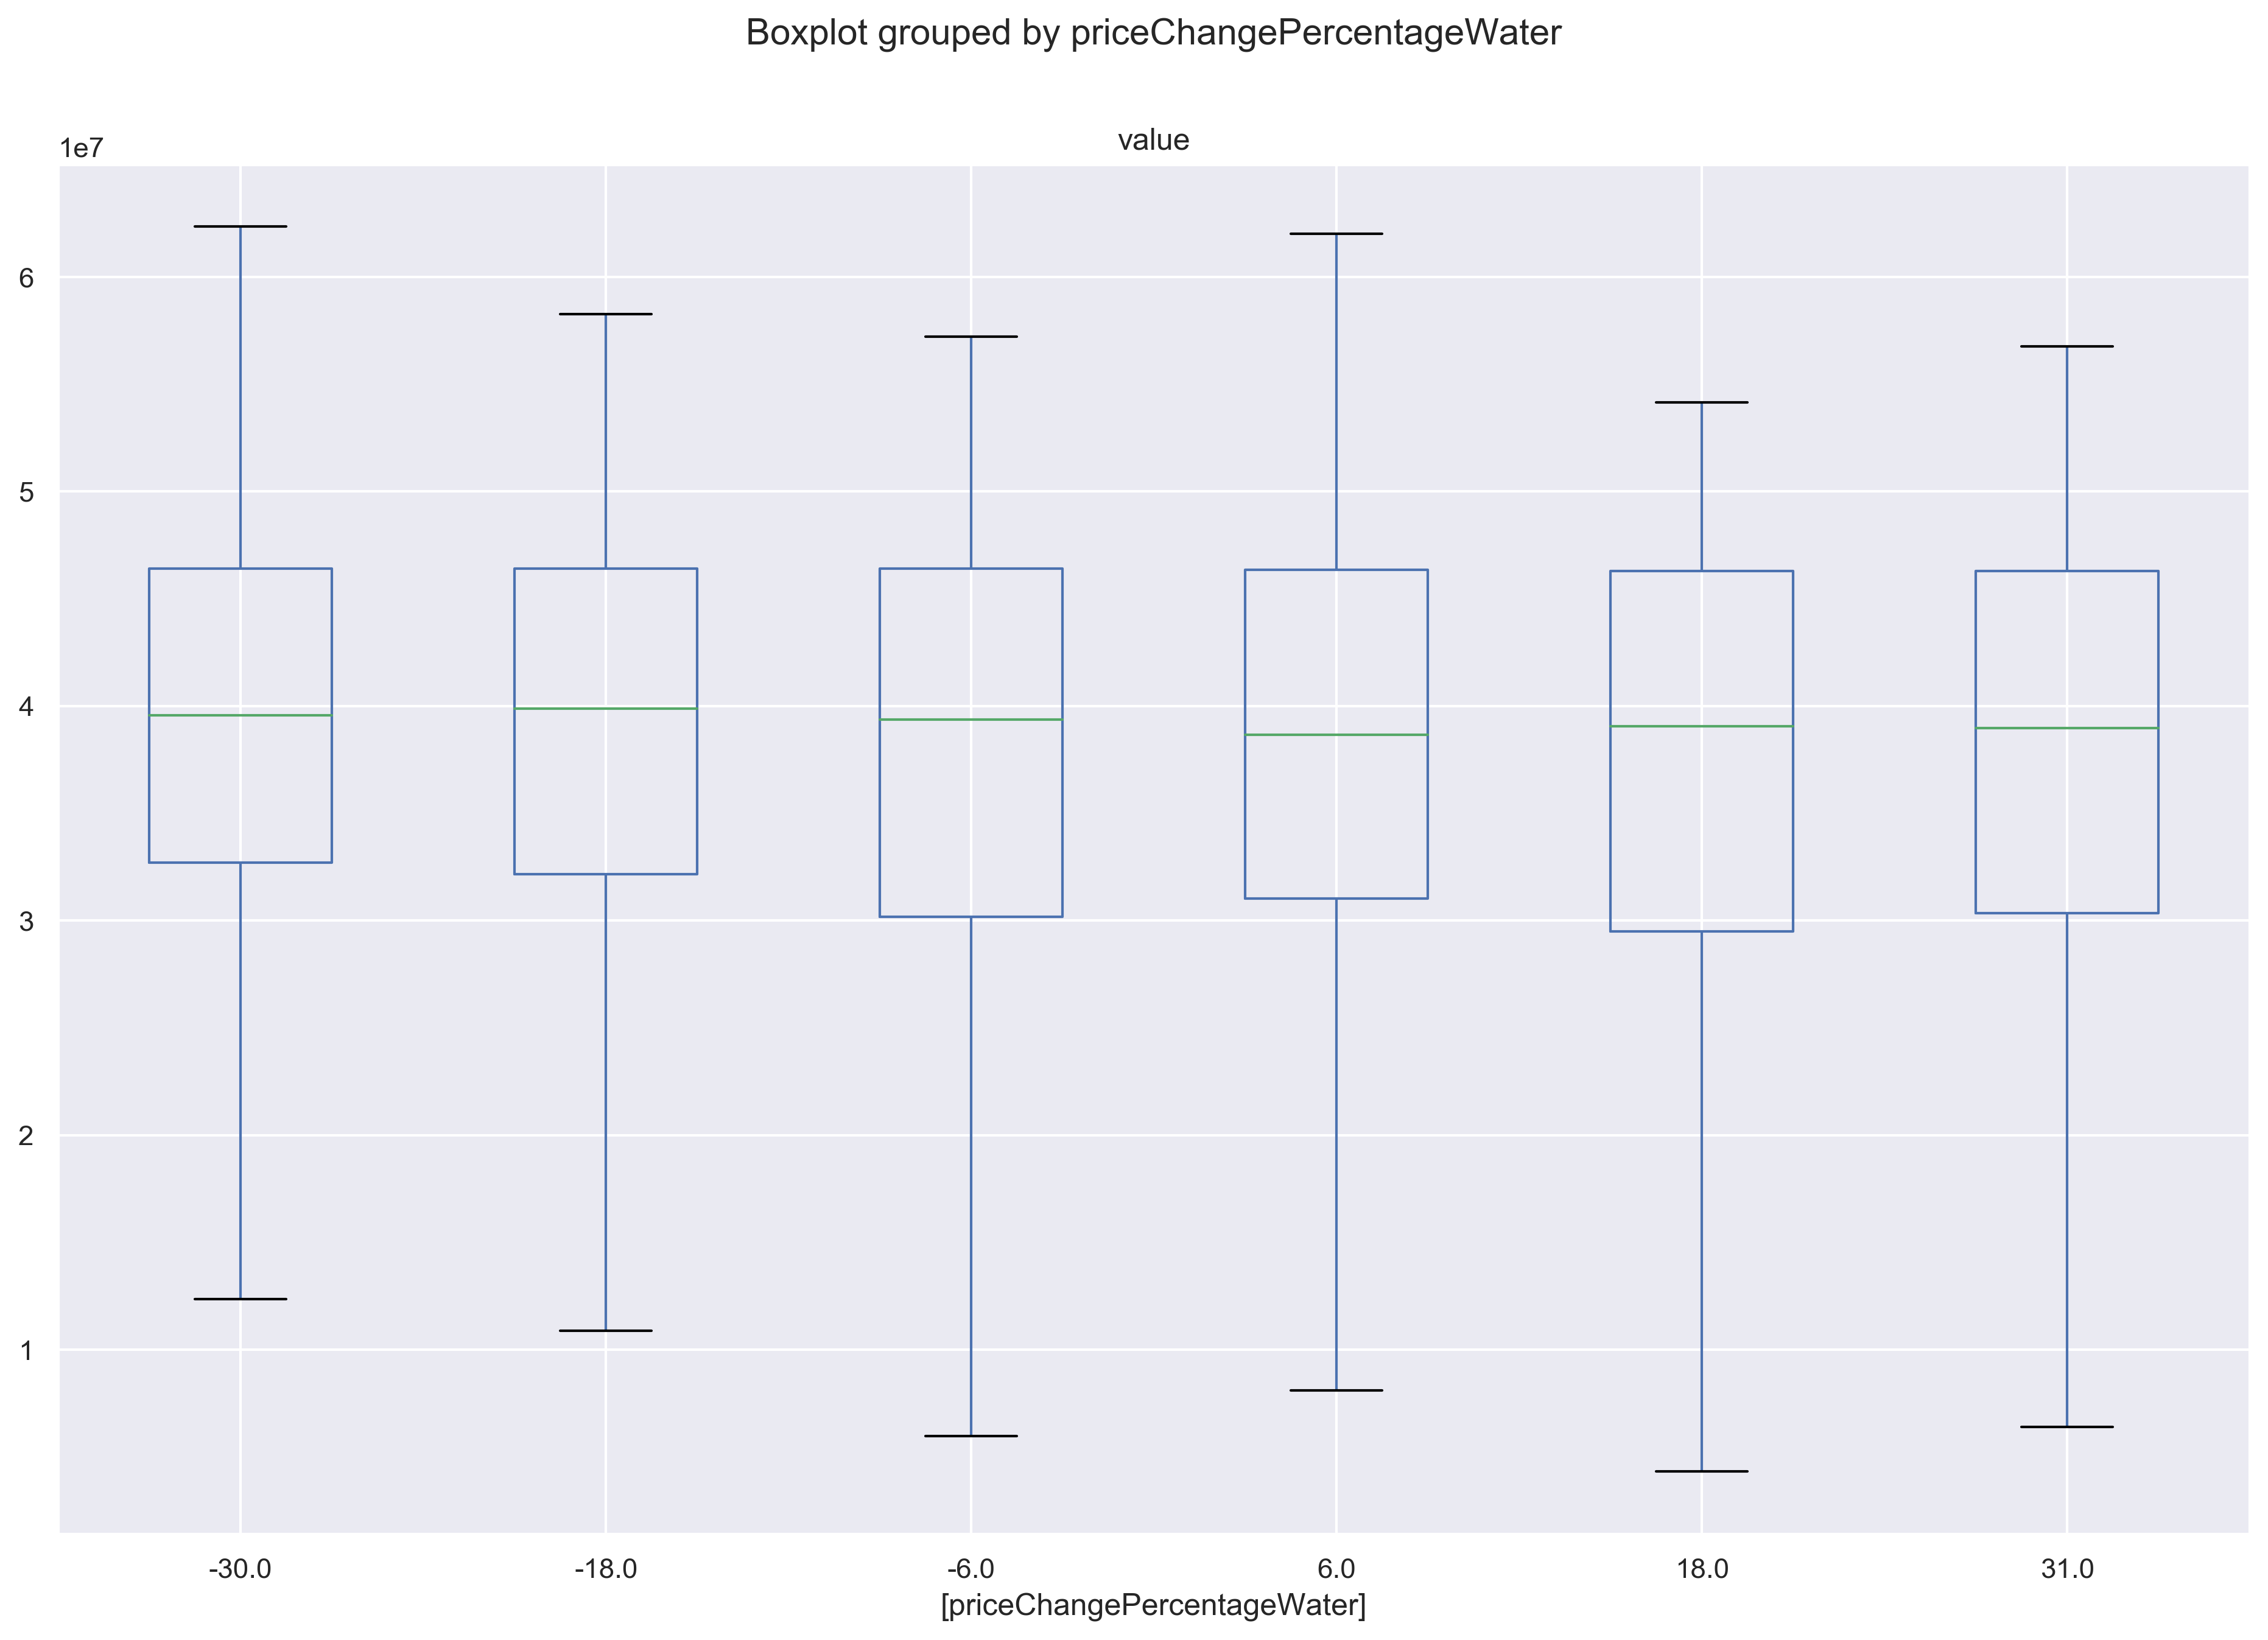 Boxplot grouped by priceChangePercentageWater
value
1e7
6
5
4
3
2
1
-30.0 -18.0 -6.0 6.0 18.0 31.0
[priceChangePercentageWater]